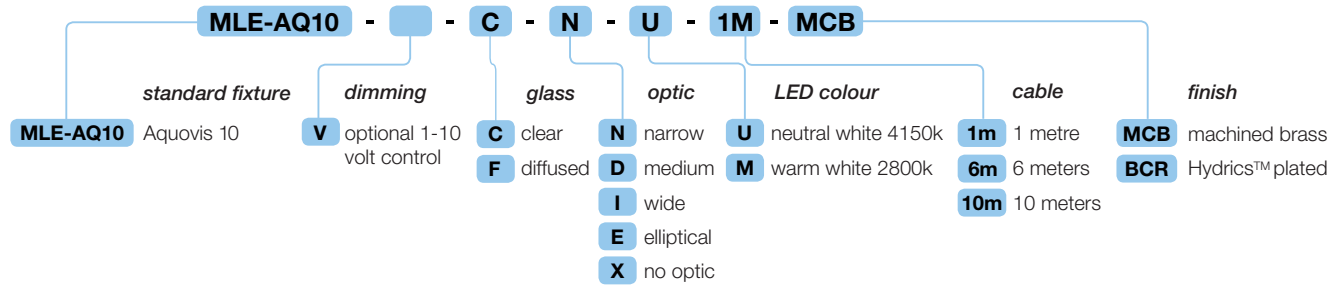 MLE-AQ10 - - C - N - U - 1M - MCB
standard fixture dimming glass optic LED colour cable finish
MLE-AQ10 Aquovis 10 V optional 1-10 C clear N narrow U neutral white 4150k 1m 1 metre MCB machined brass
volt control F diffused D medium M warm white 2800k 6m 6 meters BCR Hydrics™ plated
I wide 10m 10 meters
E elliptical
X no optic